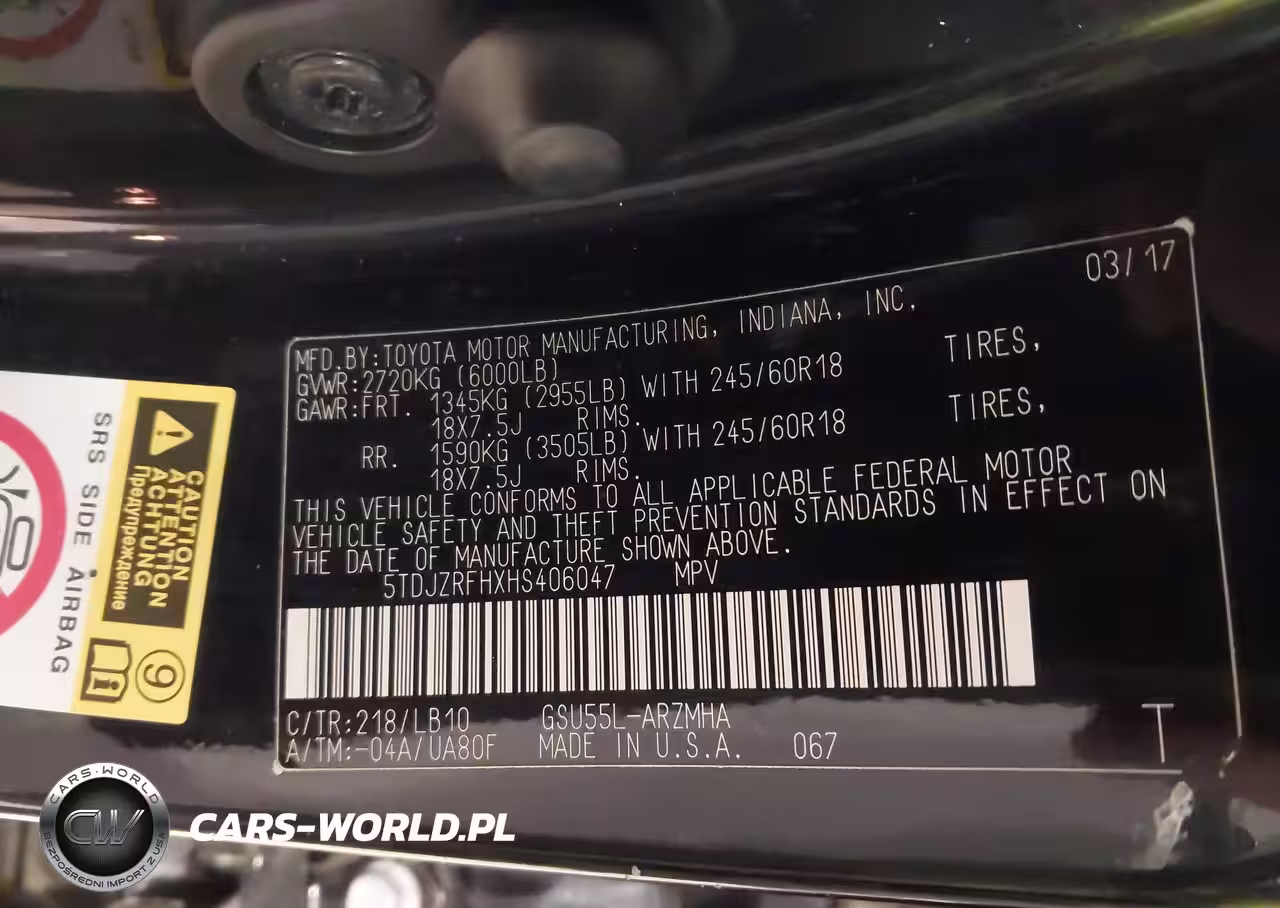 03/17
MFD.BY:TOYOTA MOTOR MANUFACTURING, INDIANA, INC.
GVWR:2720KG (6000LB)
GAWR:FRT. 1345KG (2955LB) WITH 245/60R18 TIRES,
18X7.5J RIMS.
RR. 1590KG (3505LB) WITH 245/60R18 TIRES,
18X7.5J RIMS.
THIS VEHICLE CONFORMS TO ALL APPLICABLE FEDERAL MOTOR
VEHICLE SAFETY AND THEFT PREVENTION STANDARDS IN EFFECT ON
THE DATE OF MANUFACTURE SHOWN ABOVE.
5TDJZRFHXHS406047 MPV
C/TR:218/LB10 GSU55L-ARZMHA
A/TM:-04A/UA80F MADE IN U.S.A. 067
T
CAUTION
ATTENTION
ACHTUNG
Предупреждение
9
i
SRS SIDE AIRBAG
CARS-WORLD
CW
BEZPOŚREDNI IMPORT Z USA
CARS-WORLD.PL